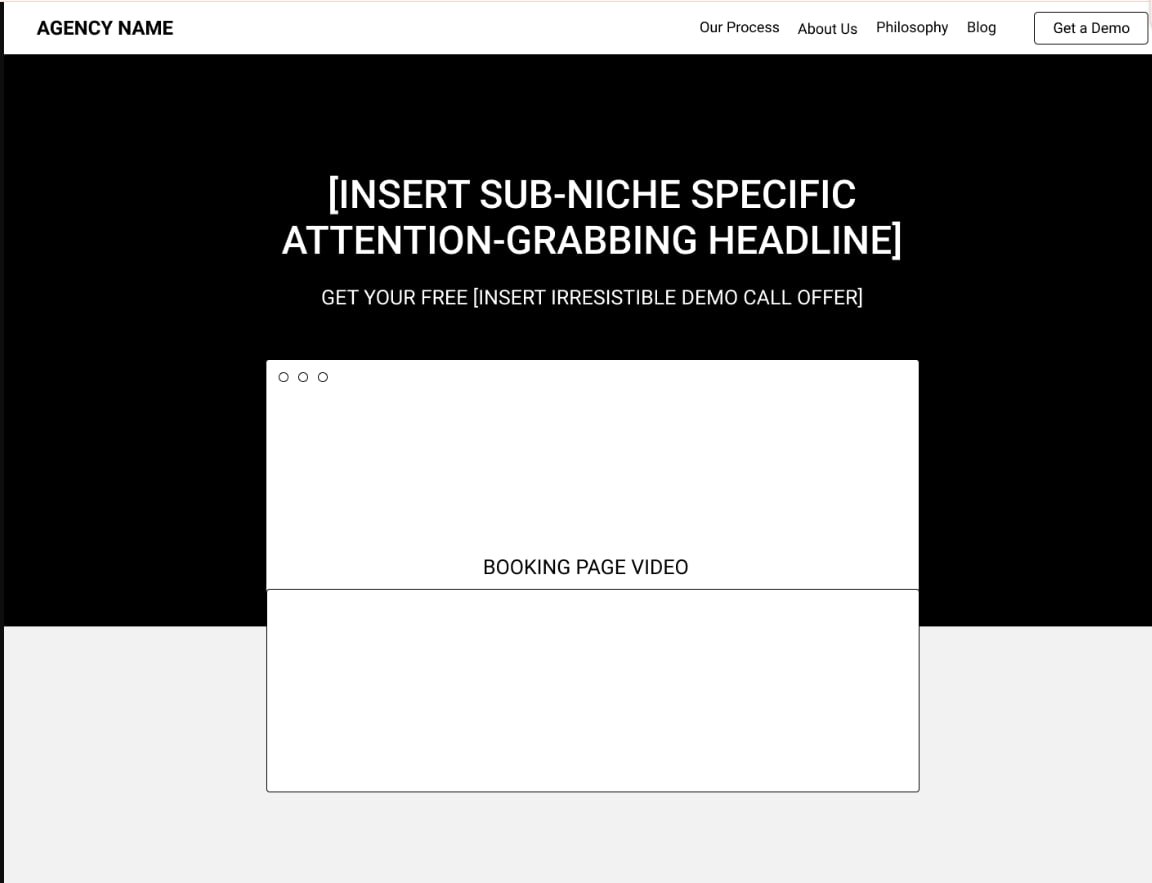 AGENCY NAME
Our Process About Us Philosophy Blog Get a Demo
[INSERT SUB-NICHE SPECIFIC
ATTENTION-GRABBING HEADLINE]
GET YOUR FREE [INSERT IRRESISTIBLE DEMO CALL OFFER]
BOOKING PAGE VIDEO